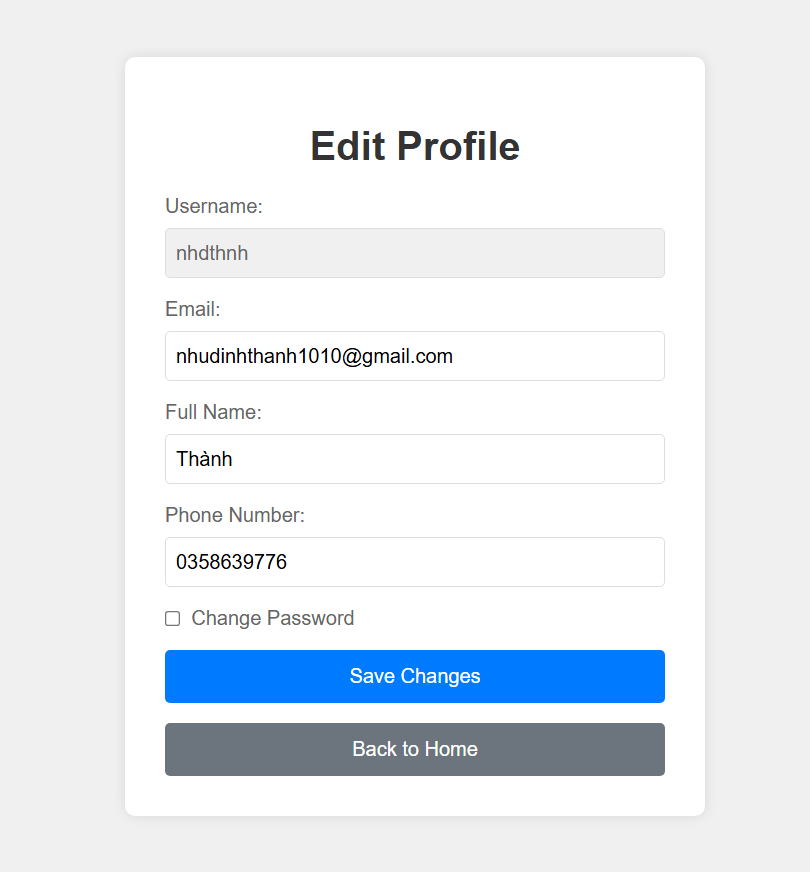 Edit Profile
Username:
nhdthnh
Email:
nhudinhthanh1010@gmail.com
Full Name:
Thành
Phone Number:
0358639776
Change Password
Save Changes
Back to Home